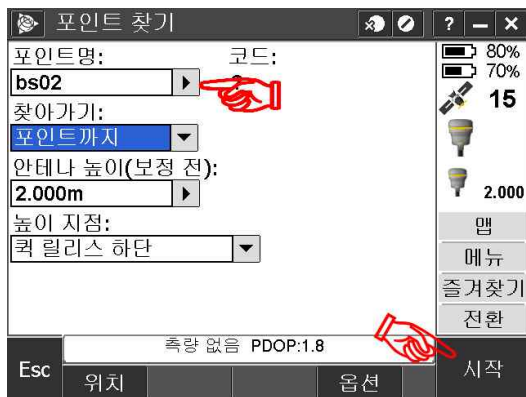 포인트 찾기
? – ×
포인트명:
코드:
bs02
?
찾아가기:
포인트까지
안테나 높이(보정 전):
2.000m
높이 지점:
퀵 릴리스 하단
80%
70%
15
2.000
맵
메뉴
즐겨찾기
전환
측량 없음 PDOP:1.8
Esc
위치
옵션
시작